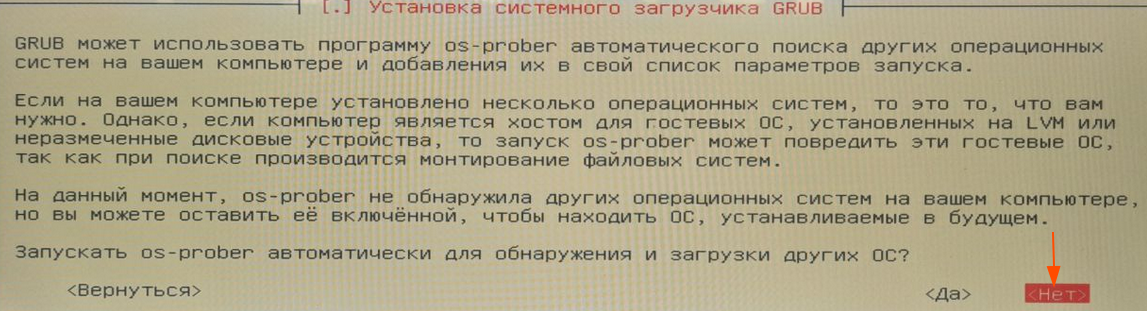 [.] Установка системного загрузчика GRUB
GRUB может использовать программу os-prober автоматического поиска других операционных
систем на вашем компьютере и добавления их в свой список параметров запуска.
Если на вашем компьютере установлено несколько операционных систем, то это то, что вам
нужно. Однако, если компьютер является хостом для гостевых ОС, установленных на LVM или
неразмеченные дисковые устройства, то запуск os-prober может повредить эти гостевые ОС,
так как при поиске производится монтирование файловых систем.
На данный момент, os-prober не обнаружила других операционных систем на вашем компьютере,
но вы можете оставить её включённой, чтобы находить ОС, устанавливаемые в будущем.
Запускать os-prober автоматически для обнаружения и загрузки других ОС?
<Вернуться> <Да> <Нет>